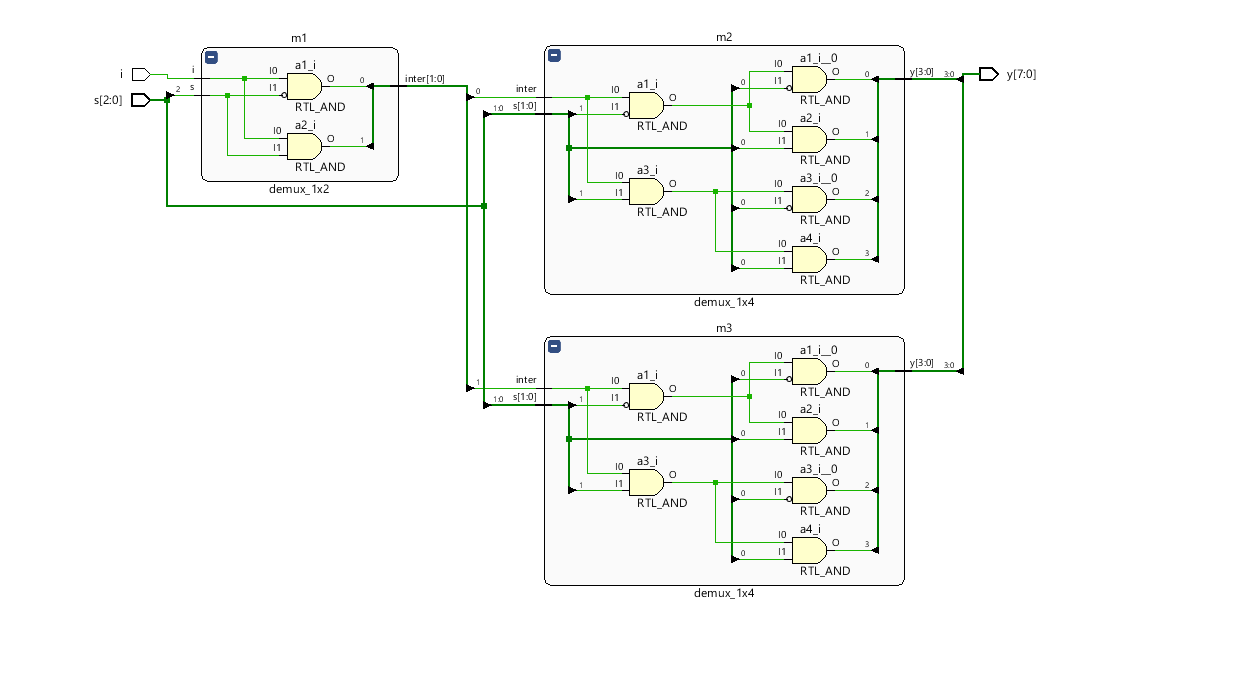 m1
i
s[2:0]
2
i
s
I0
I1
a1_i
O
RTL_AND
0
I0
I1
a2_i
O
RTL_AND
1
demux_1x2
inter[1:0]
m2
0
inter
1:0
s[1:0]
1
I0
I1
a1_i
O
RTL_AND
1
I0
I1
a3_i
O
RTL_AND
0
I0
I1
a1_i__0
O
RTL_AND
0
0
I0
I1
a2_i
O
RTL_AND
1
0
I0
I1
a3_i__0
O
RTL_AND
2
0
I0
I1
a4_i
O
RTL_AND
3
demux_1x4
y[3:0]
3:0
y[7:0]
m3
1
inter
1:0
s[1:0]
1
I0
I1
a1_i
O
RTL_AND
1
I0
I1
a3_i
O
RTL_AND
0
I0
I1
a1_i__0
O
RTL_AND
0
0
I0
I1
a2_i
O
RTL_AND
1
0
I0
I1
a3_i__0
O
RTL_AND
2
0
I0
I1
a4_i
O
RTL_AND
3
demux_1x4
y[3:0]
3:0